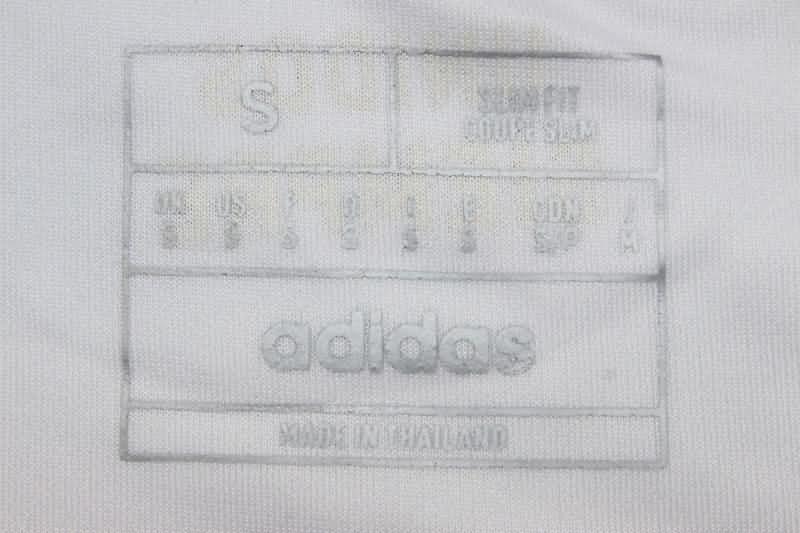 S
SLIM FIT
COUPE SLIM
UK US F D I E CDN J
S S S S S S S/P M
adidas
MADE IN THAILAND